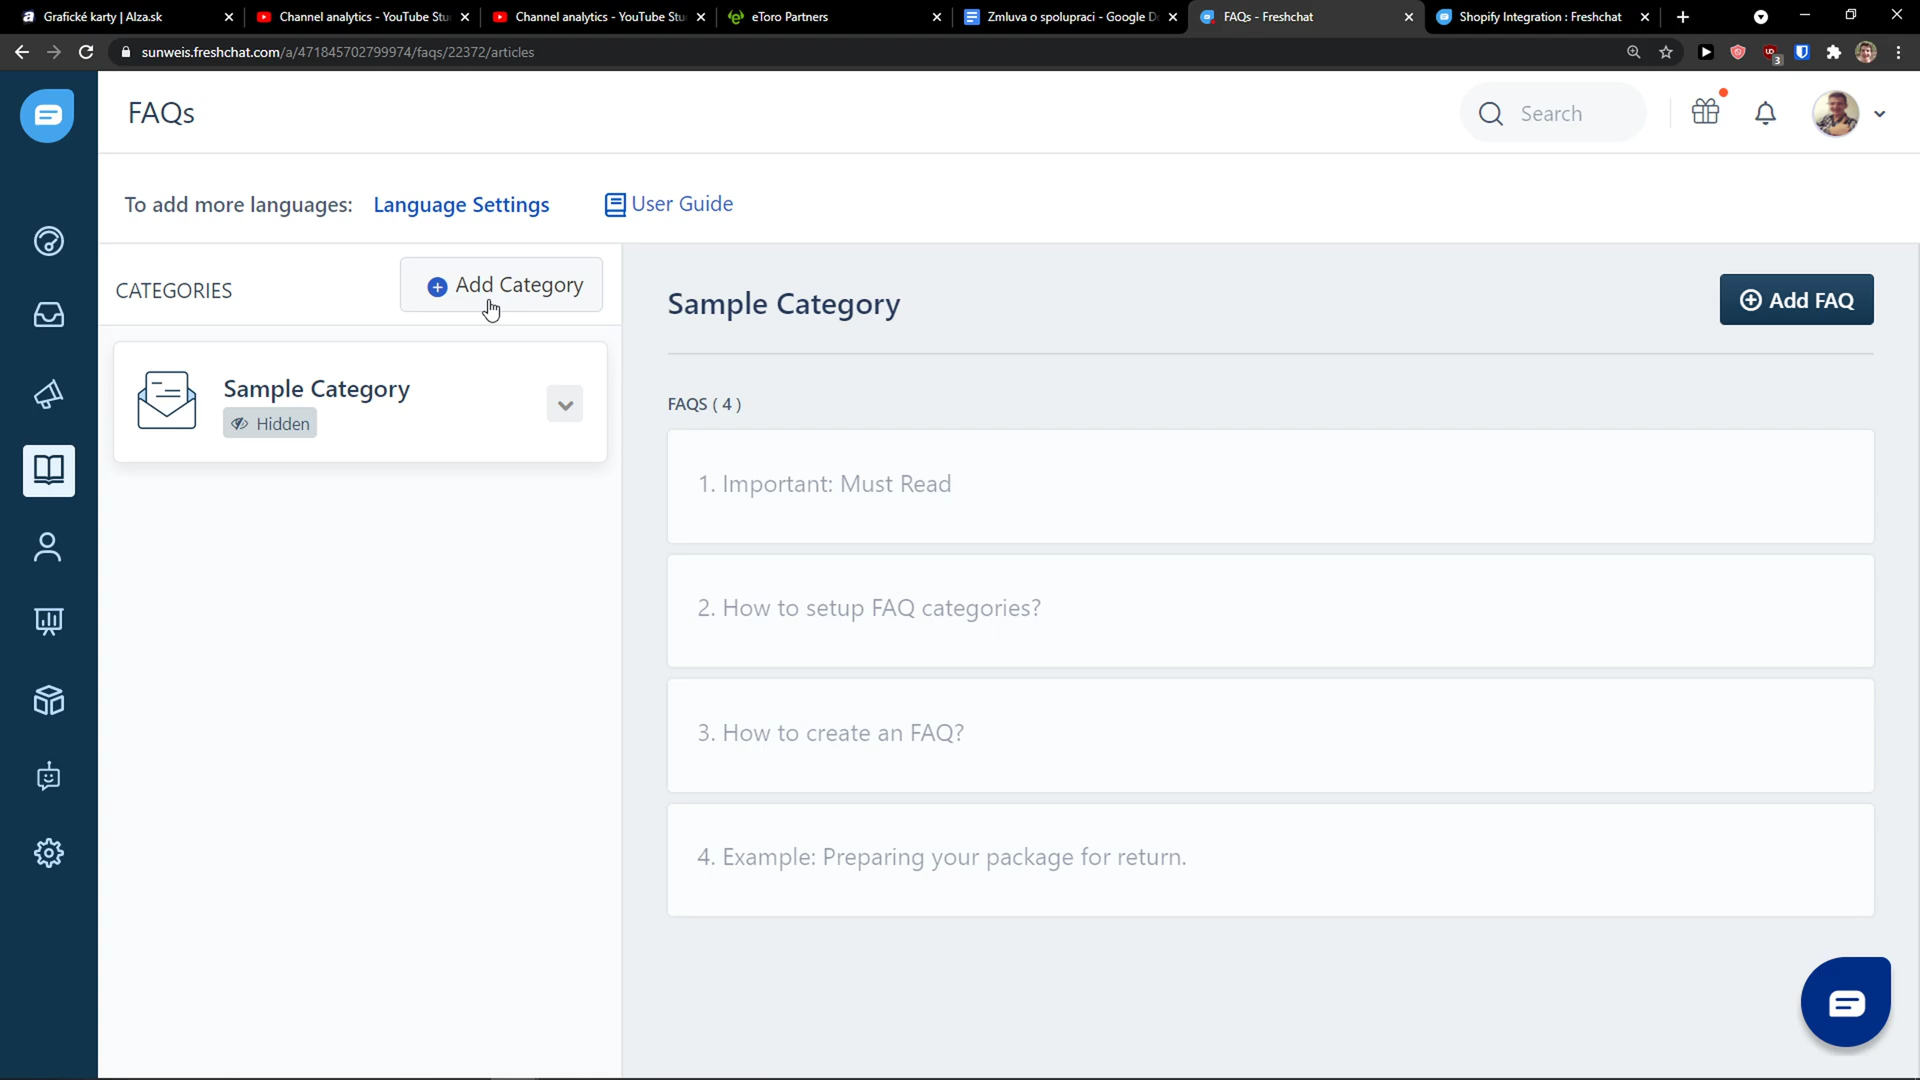 Grafické karty | Alza.sk
Channel analytics - YouTube Stu
Channel analytics - YouTube Stu
eToro Partners
Zmluva o spolupraci - Google D
FAQs - Freshchat
Shopify Integration : Freshchat
sunweis.freshchat.com/a/471845702799974/faqs/22372/articles
3
FAQs
Search
To add more languages: Language Settings User Guide
CATEGORIES
Add Category
Sample Category
Hidden
Sample Category
Add FAQ
FAQS ( 4 )
1. Important: Must Read
2. How to setup FAQ categories?
3. How to create an FAQ?
4. Example: Preparing your package for return.